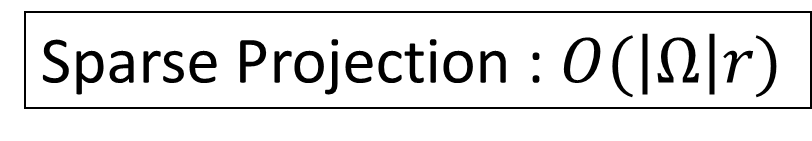 Sparse Projection : 𝑂(|Ω|𝑟)